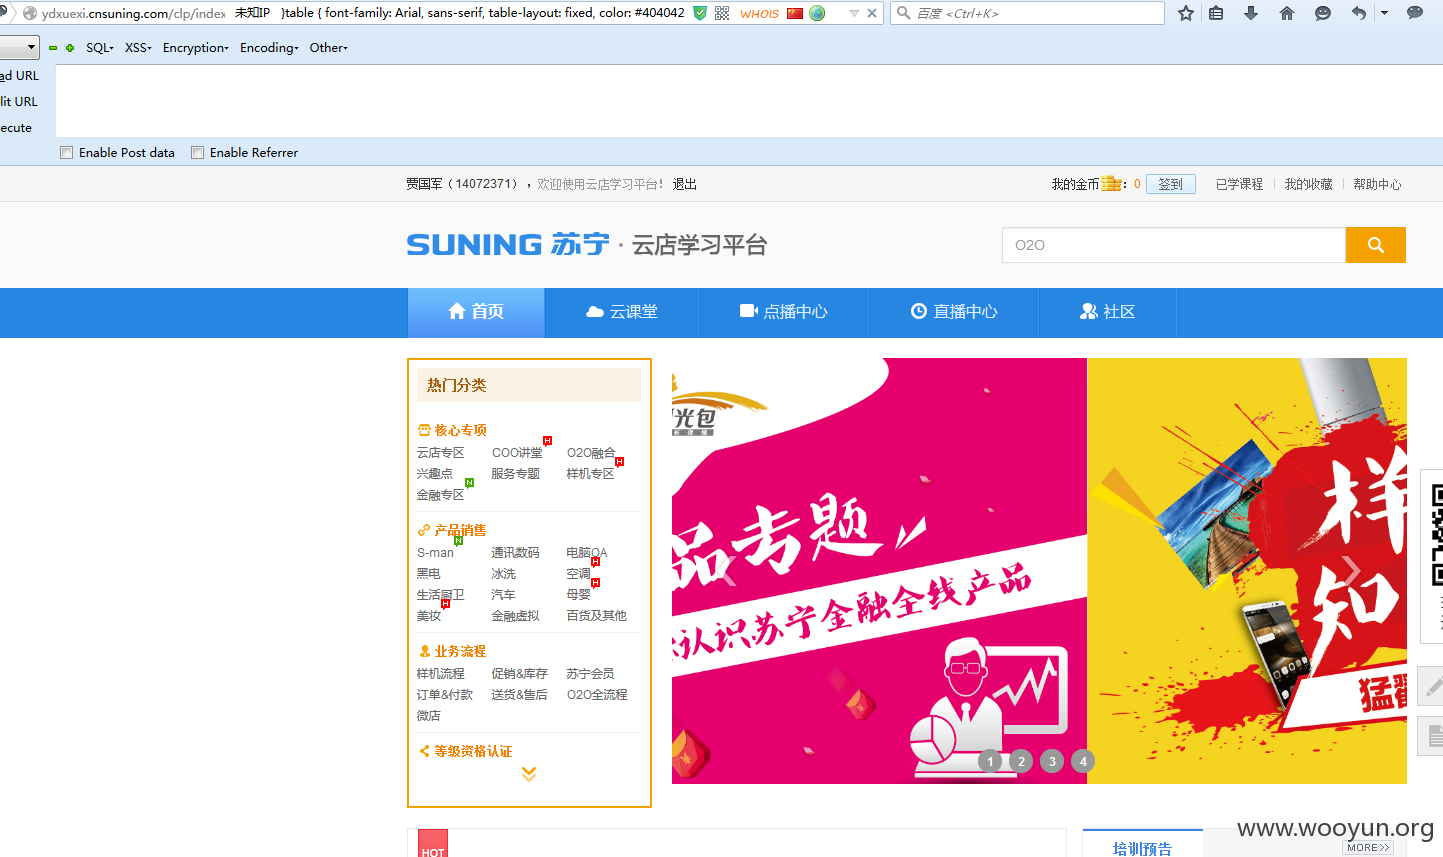 ydxuexi.cnsuning.com/clp/index 未知IP }table { font-family: Arial, sans-serif, table-layout: fixed, color: #404042 WHOIS 百度 <Ctrl+K>
SQL XSS Encryption Encoding Other
ad URL
lit URL
ecute
Enable Post data Enable Referrer
贾国军（14072371），欢迎使用云店学习平台！ 退出 我的金币：0 签到 已学课程 我的收藏 帮助中心
SUNING 苏宁 · 云店学习平台 O2O
首页 云课堂 点播中心 直播中心 社区
热门分类
核心专项
云店专区 COO讲堂 H O2O融合
兴趣点 服务专题 样机专区 H
金融专区 N
产品销售
S-man N 通讯数码 电脑OA
黑电 冰洗 空调 H
生活厨卫 汽车 母婴 H
美妆 H 金融虚拟 百货及其他
业务流程
样机流程 促销&库存 苏宁会员
订单&付款 送货&售后 O2O全流程
微店
等级资格认证
光包
品专题
认识苏宁金融全线产品
1 2 3 4
样
知
猛
HOT
培训预告
MORE>>
www.wooyun.org